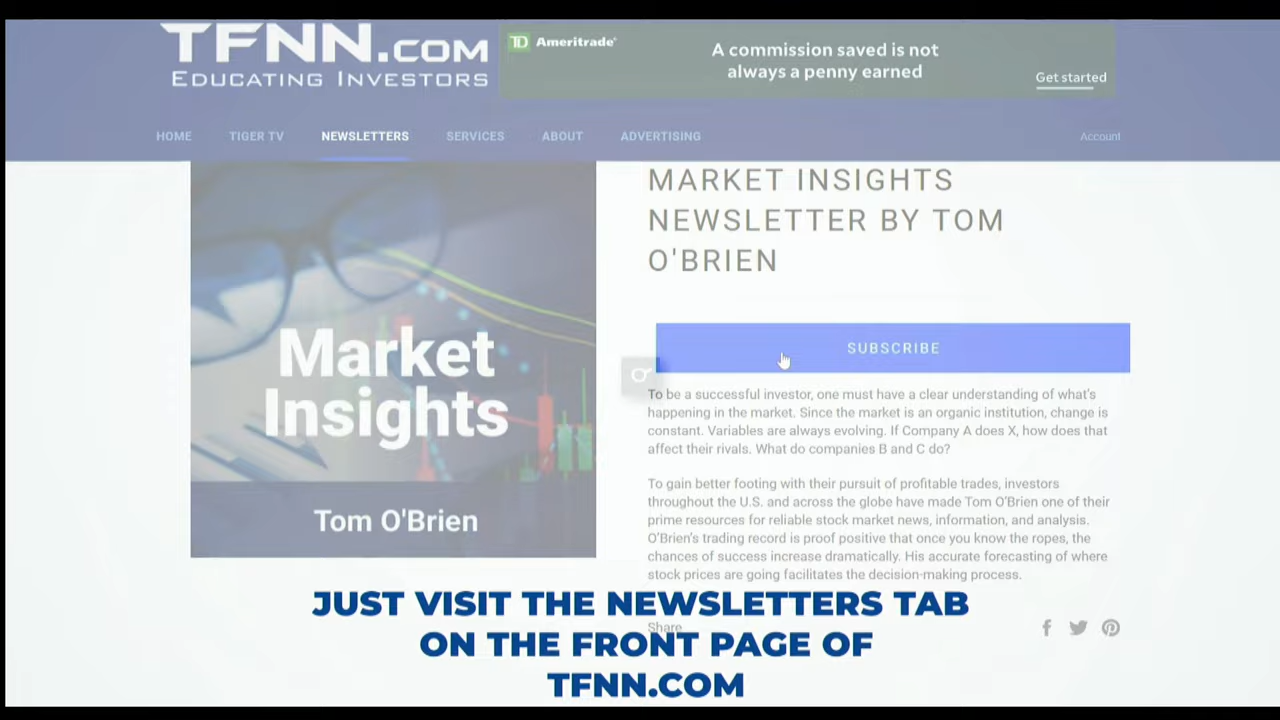 TFNN.COM
EDUCATING INVESTORS
TD Ameritrade
A commission saved is not
always a penny earned
Get started
HOME TIGER TV NEWSLETTERS SERVICES ABOUT ADVERTISING Account
Market
Insights
Tom O'Brien
MARKET INSIGHTS
NEWSLETTER BY TOM
O'BRIEN
SUBSCRIBE
To be a successful investor, one must have a clear understanding of what's
happening in the market. Since the market is an organic institution, change is
constant. Variables are always evolving. If Company A does X, how does that
affect their rivals. What do companies B and C do?
To gain better footing with their pursuit of profitable trades, investors
throughout the U.S. and across the globe have made Tom O'Brien one of their
prime resources for reliable stock market news, information, and analysis.
O'Brien's trading record is proof positive that once you know the ropes, the
chances of success increase dramatically. His accurate forecasting of where
stock prices are going facilitates the decision-making process.
Share
JUST VISIT THE NEWSLETTERS TAB
ON THE FRONT PAGE OF
TFNN.COM